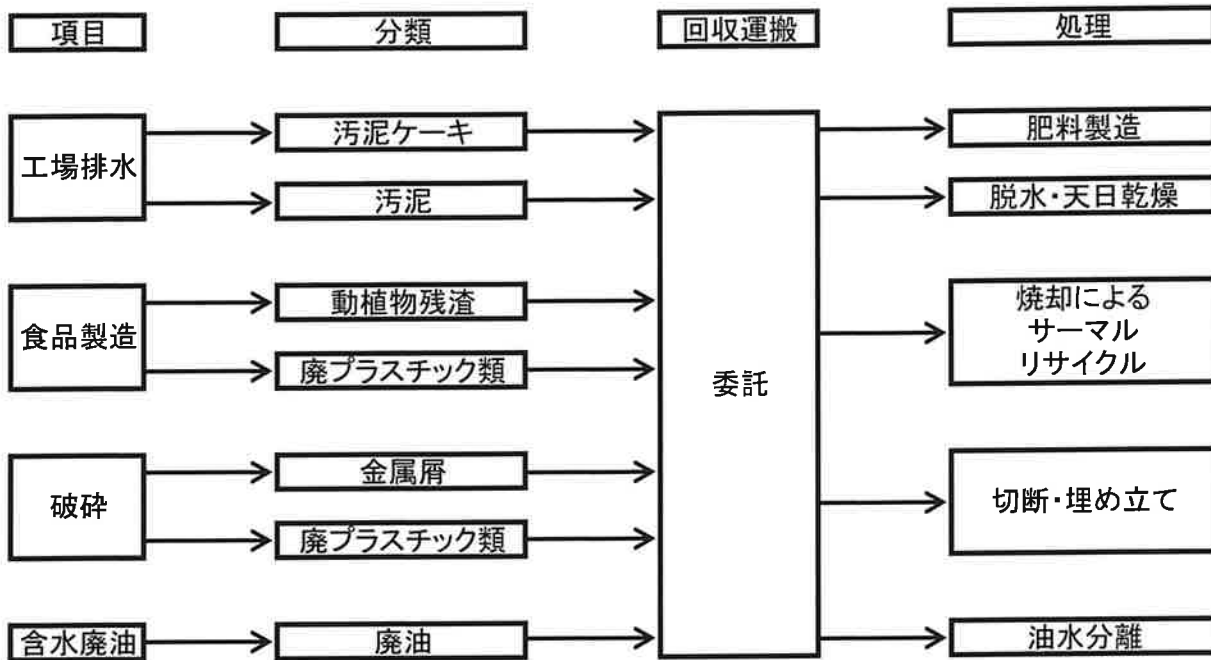 項目
分類
回収運搬
処理
工場排水
汚泥ケーキ
汚泥
食品製造
動植物残渣
廃プラスチック類
破砕
金属屑
廃プラスチック類
含水廃油
廃油
委託
肥料製造
脱水・天日乾燥
焼却による
サーマル
リサイクル
切断・埋め立て
油水分離